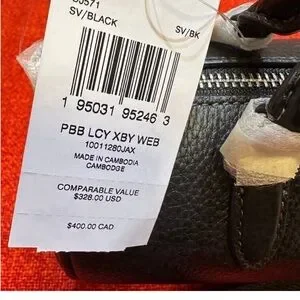 SV/BLACK
SV/BK
1 95031 95246 3
PBB LCY XBY WEB
10011280JAX
MADE IN CAMBODIA
CAMBODGE
COMPARABLE VALUE
$328.00 USD
$400.00 CAD